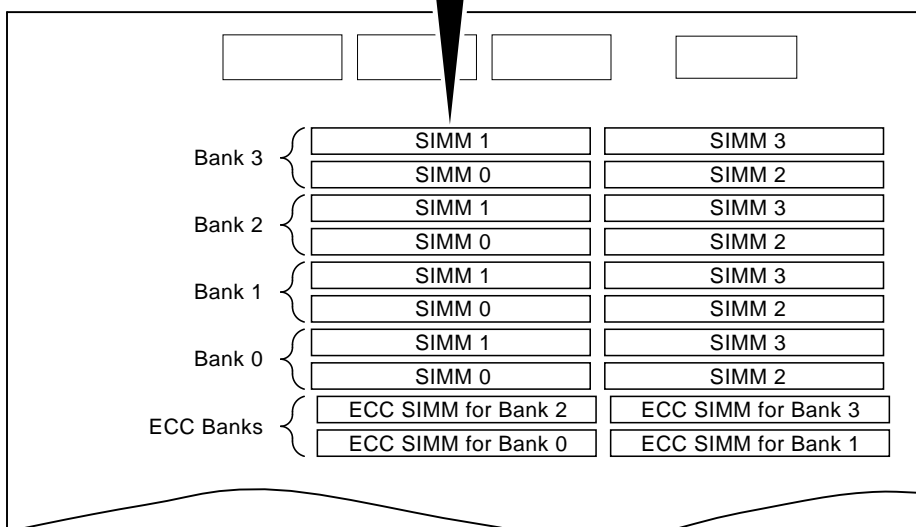 SIMM 1 SIMM 3
Bank 3
SIMM 0 SIMM 2
SIMM 1 SIMM 3
Bank 2
SIMM 0 SIMM 2
SIMM 1 SIMM 3
Bank 1
SIMM 0 SIMM 2
SIMM 1 SIMM 3
Bank 0
SIMM 0 SIMM 2
ECC SIMM for Bank 2 ECC SIMM for Bank 3
ECC Banks
ECC SIMM for Bank 0 ECC SIMM for Bank 1